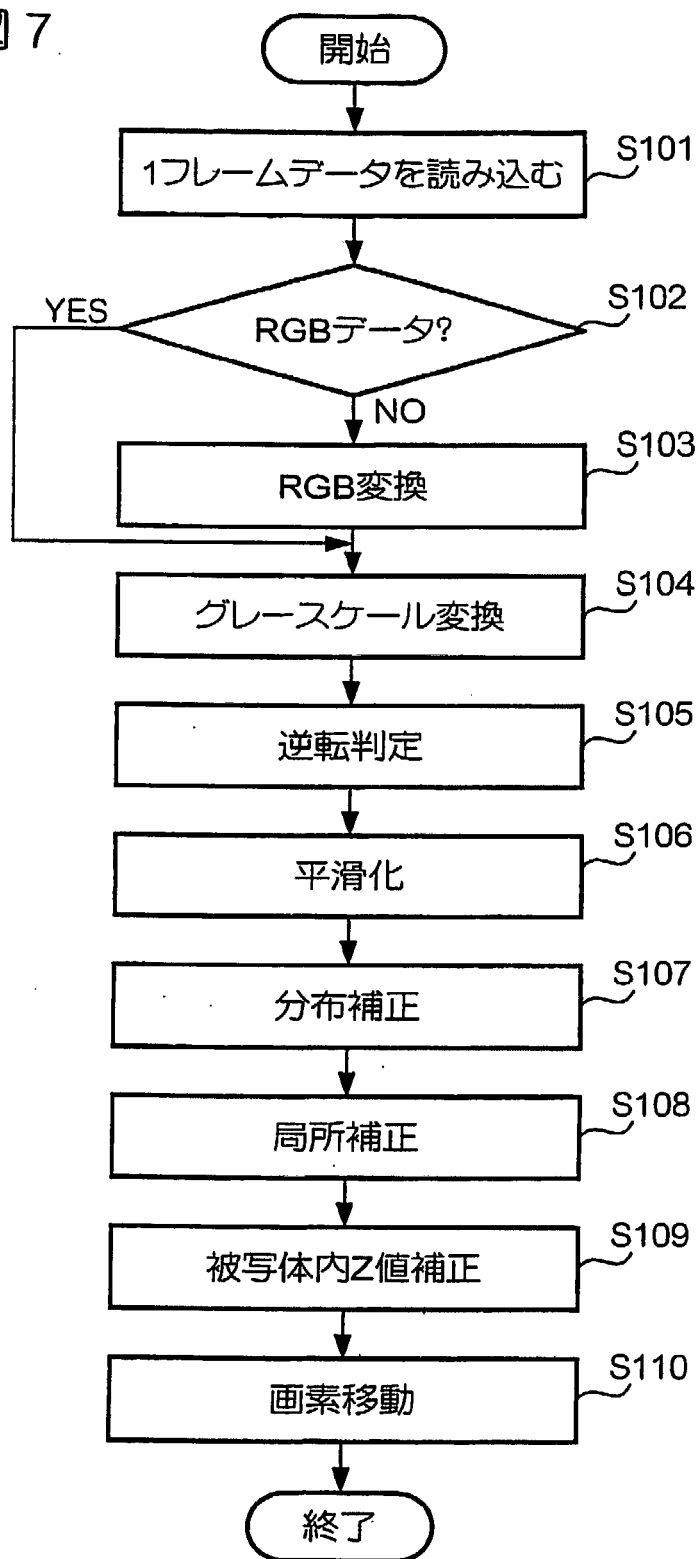 図 7
開始
1フレームデータを読み込む
S101
RGBデータ?
S102
YES
NO
RGB変換
S103
グレースケール変換
S104
逆転判定
S105
平滑化
S106
分布補正
S107
局所補正
S108
被写体内Z値補正
S109
画素移動
S110
終了